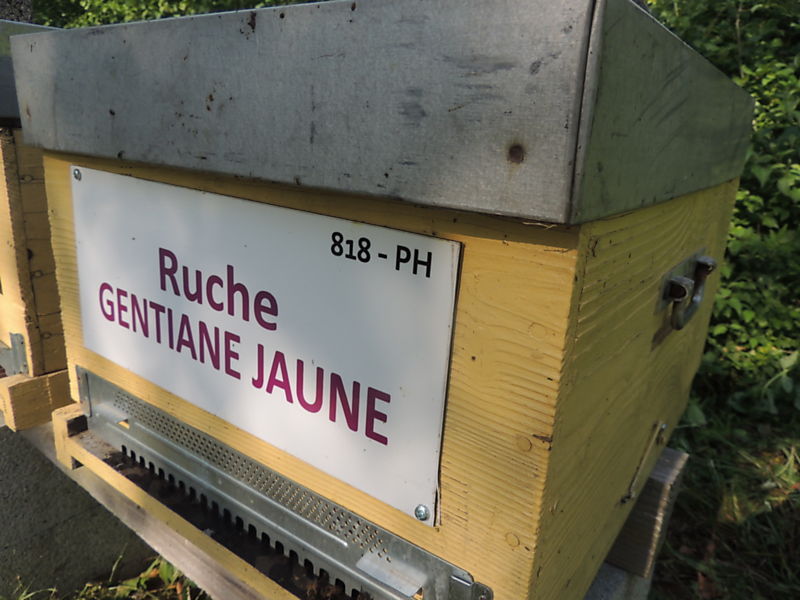 818 - PH
Ruche
GENTIANE JAUNE